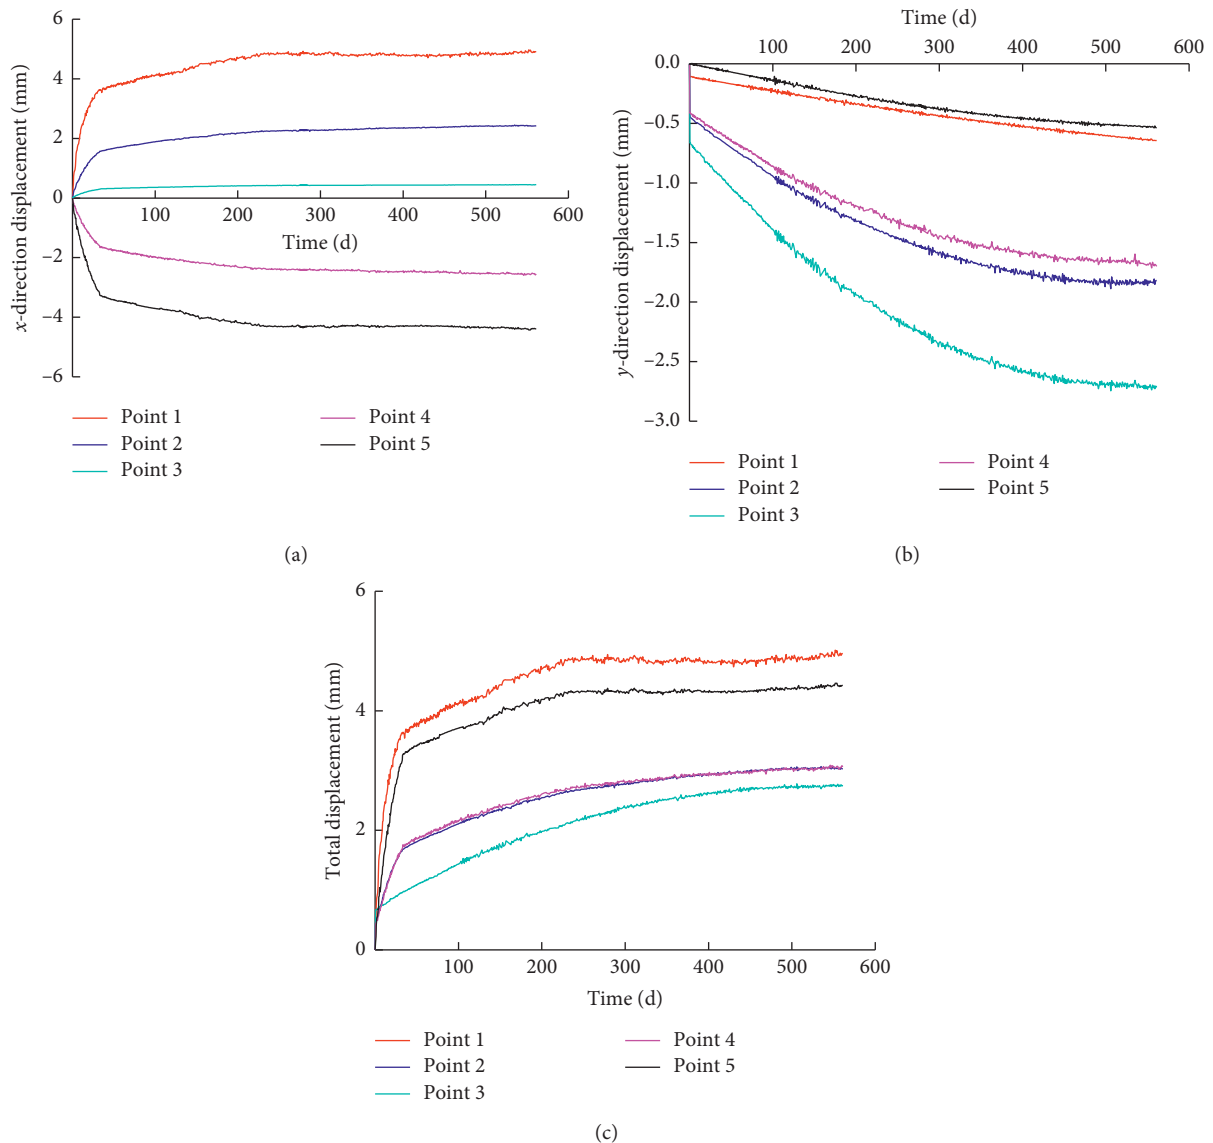 6
4
2
0
−2
−4
−6
x-direction displacement (mm)
100 200 300 400 500 600
Time (d)
Point 1 Point 4
Point 2 Point 5
Point 3
(a)
Time (d)
100 200 300 400 500 600
0.0
−0.5
−1.0
−1.5
−2.0
−2.5
−3.0
y-direction displacement (mm)
Point 1 Point 4
Point 2 Point 5
Point 3
(b)
6
4
2
0
Total displacement (mm)
100 200 300 400 500 600
Time (d)
Point 1 Point 4
Point 2 Point 5
Point 3
(c)